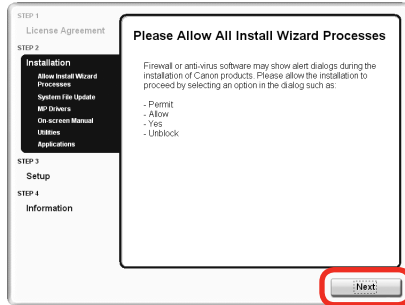 STEP 1
License Agreement
STEP 2
Installation
Allow Install Wizard
Processes
System File Update
MP Drivers
On-screen Manual
Utilities
Applications
STEP 3
Setup
STEP 4
Information
Please Allow All Install Wizard Processes
Firewall or anti-virus software may show alert dialogs during the
installation of Canon products. Please allow the installation to
proceed by selecting an option in the dialog such as:
- Permit
- Allow
- Yes
- Unblock
Next